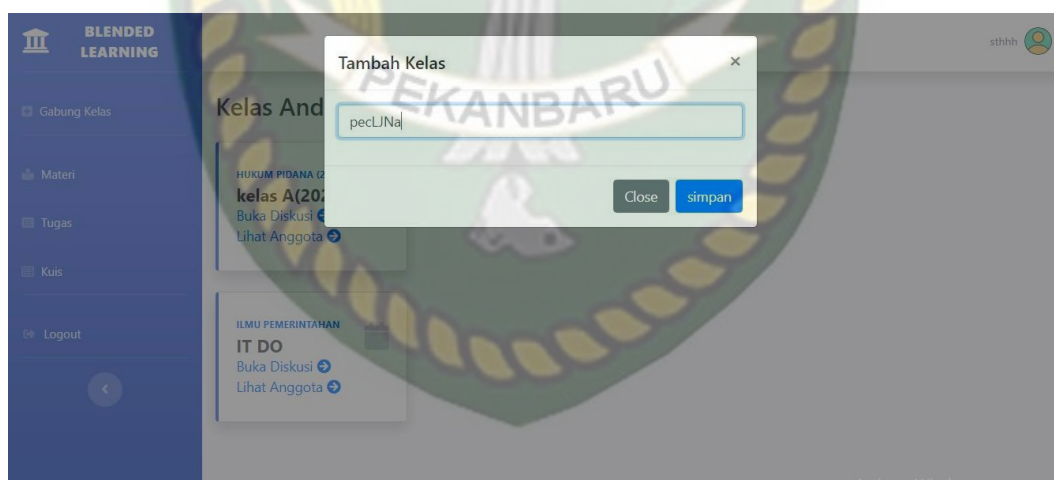 BLENDED
LEARNING
sthhh
Gabung Kelas
Materi
Tugas
Kuis
Logout
Tambah Kelas
×
pecLJNa
Close
simpan
Kelas And
HUKUM PIDANA (2
kelas A(202
Buka Diskusi
Lihat Anggota
ILMU PEMERINTAHAN
IT DO
Buka Diskusi
Lihat Anggota
PEKANBARU